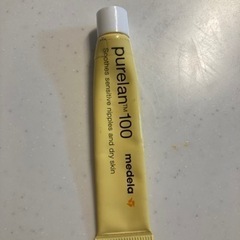 purelan™100
Soothes sensitive nipples and dry skin
medela